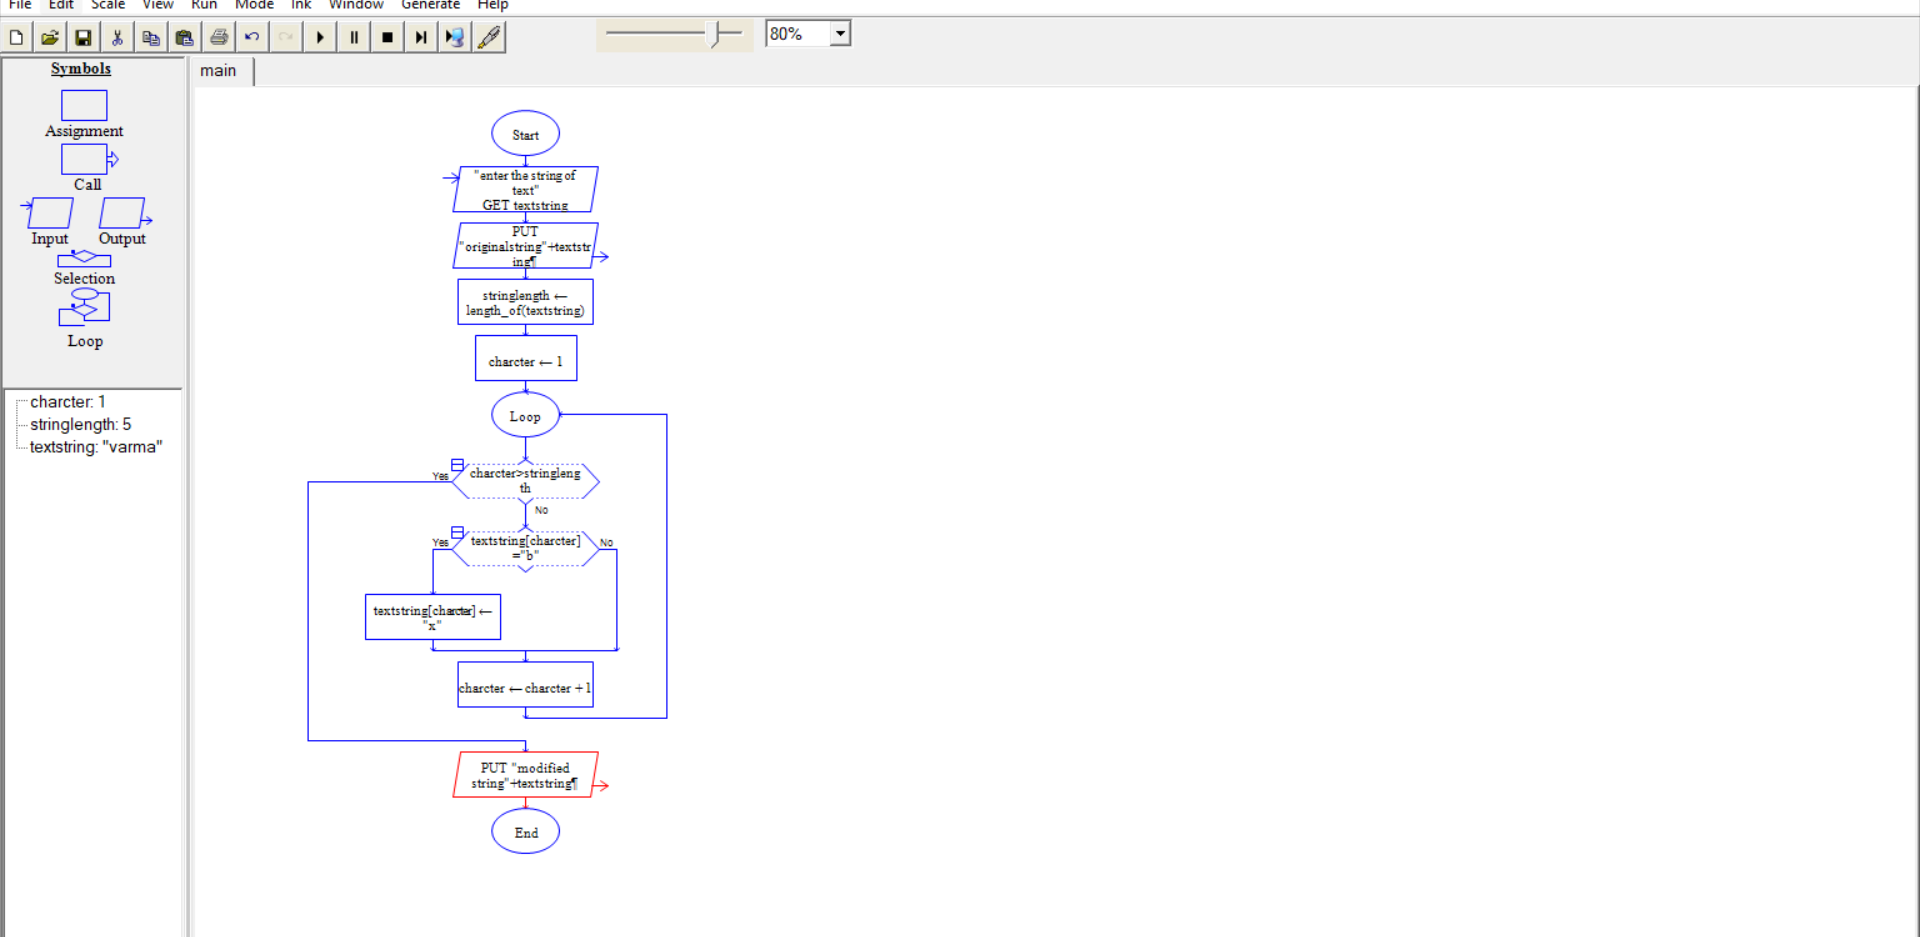 File Edit Scale View Run Mode Ink Window Generate Help
80%
Symbols
Assignment
Call
Input Output
Selection
Loop
charcter: 1
stringlength: 5
textstring: "varma"
main
Start
"enter the string of
text"
GET textstring
PUT
"originalstring"+textstr
ing¶
stringlength ←
length_of(textstring)
charcter ← 1
Loop
Yes
charcter>stringleng
th
No
Yes
textstring[charcter]
="b"
No
textstring[charcter] ←
"x"
charcter ← charcter + 1
PUT "modified
string"+textstring¶
End